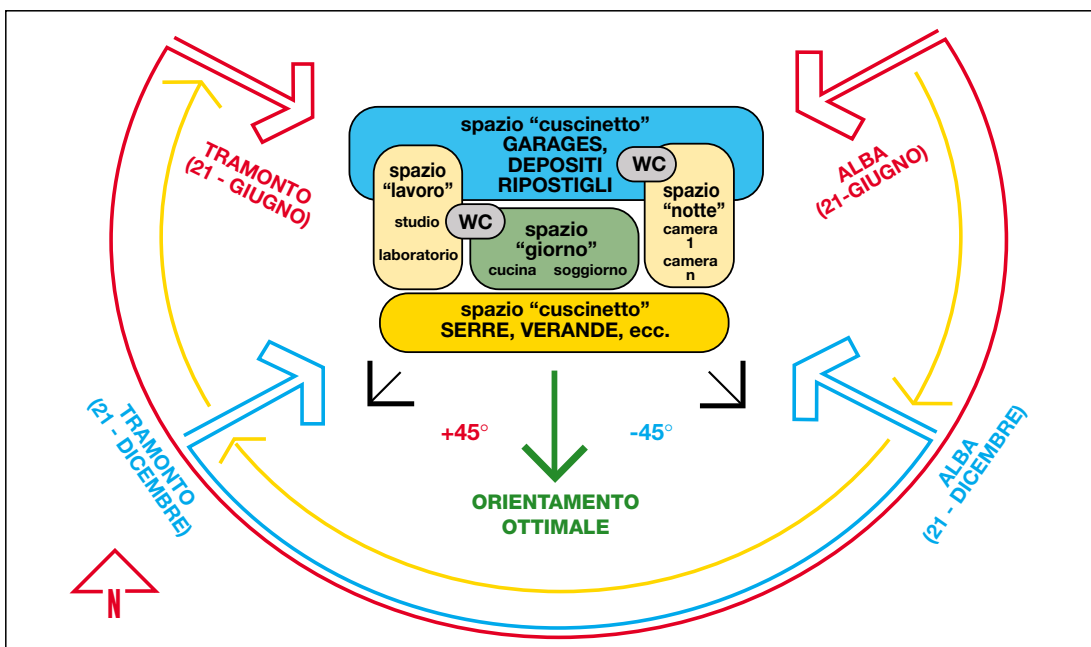 spazio “cuscinetto”
GARAGES,
DEPOSITI
RIPOSTIGLI
WC
spazio
“lavoro”
studio
laboratorio
WC
spazio
“giorno”
cucina soggiorno
spazio
“notte”
camera
1
camera
n
spazio “cuscinetto”
SERRE, VERANDE, ecc.
TRAMONTO
(21 - GIUGNO)
ALBA
(21-GIUGNO)
+45°
-45°
TRAMONTO
(21 - DICEMBRE)
ALBA
(21 - DICEMBRE)
ORIENTAMENTO
OTTIMALE
N